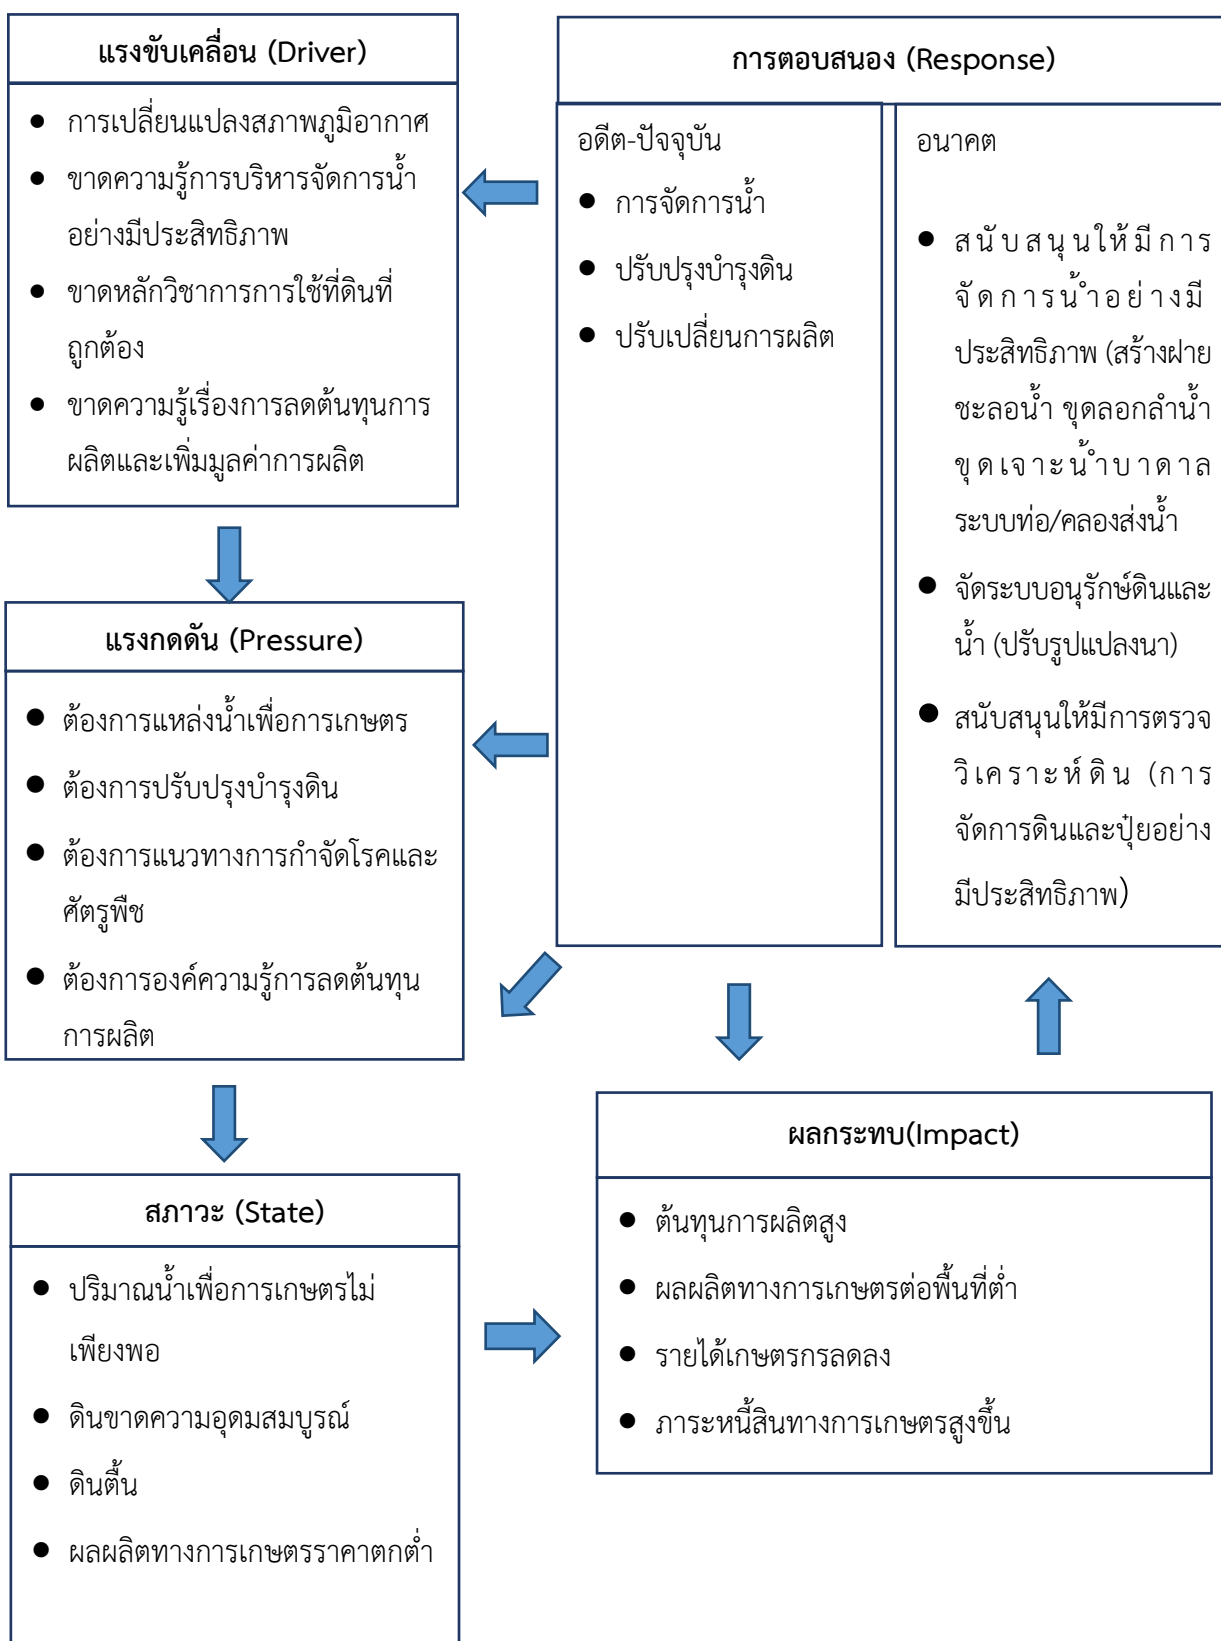 แรงขับเคลื่อน (Driver)
● การเปลี่ยนแปลงสภาพภูมิอากาศ
● ขาดความรู้การบริหารจัดการน้ำ
อย่างมีประสิทธิภาพ
● ขาดหลักวิชาการการใช้ที่ดินที่
ถูกต้อง
● ขาดความรู้เรื่องการลดต้นทุนการ
ผลิตและเพิ่มมูลค่าการผลิต
แรงกดดัน (Pressure)
● ต้องการแหล่งน้ำเพื่อการเกษตร
● ต้องการปรับปรุงบำรุงดิน
● ต้องการแนวทางการกำจัดโรคและ
ศัตรูพืช
● ต้องการองค์ความรู้การลดต้นทุน
การผลิต
สภาวะ (State)
● ปริมาณน้ำเพื่อการเกษตรไม่
เพียงพอ
● ดินขาดความอุดมสมบูรณ์
● ดินตื้น
● ผลผลิตทางการเกษตรราคาตกต่ำ
การตอบสนอง (Response)
อดีต-ปัจจุบัน
● การจัดการน้ำ
● ปรับปรุงบำรุงดิน
● ปรับเปลี่ยนการผลิต
อนาคต
● สนับสนุนให้มีการ
จัดการน้ำอย่างมี
ประสิทธิภาพ (สร้างฝาย
ชะลอน้ำ ขุดลอกลำน้ำ
ขุดเจาะน้ำบาดาล
ระบบท่อ/คลองส่งน้ำ
● จัดระบบอนุรักษ์ดินและ
น้ำ (ปรับรูปแปลงนา)
● สนับสนุนให้มีการตรวจ
วิเคราะห์ดิน (การ
จัดการดินและปุ๋ยอย่าง
มีประสิทธิภาพ)
ผลกระทบ(Impact)
● ต้นทุนการผลิตสูง
● ผลผลิตทางการเกษตรต่อพื้นที่ต่ำ
● รายได้เกษตรกรลดลง
● ภาระหนี้สินทางการเกษตรสูงขึ้น